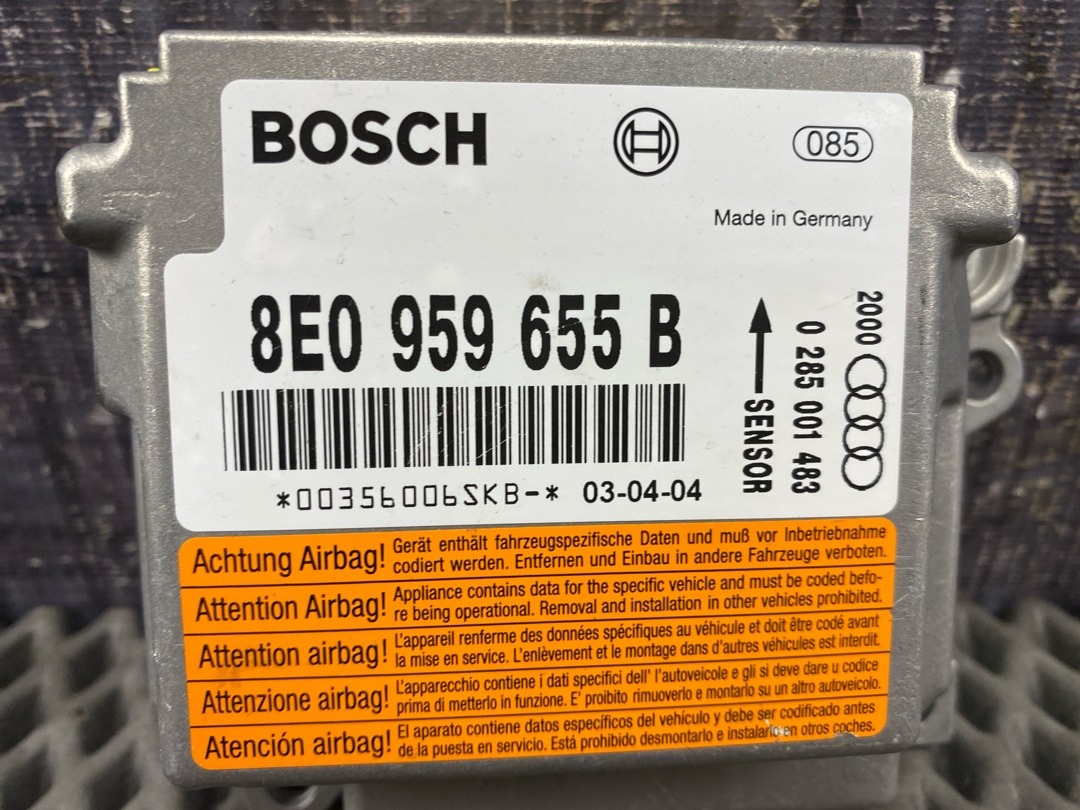 BOSCH
085
Made in Germany
8E0 959 655 B
*00356006SKB-* 03-04-04
SENSOR
0 285 001 483
2000
Achtung Airbag! Gerät enthält fahrzeugspezifische Daten und muß vor Inbetriebnahme
codiert werden. Entfernen und Einbau in andere Fahrzeuge verboten.
Attention Airbag! Appliance contains data for the specific vehicle and must be coded befo-
re being operational. Removal and installation in other vehicles prohibited.
Attention airbag! L'appareil renferme des données spécifiques au véhicule et doit être codé avant
la mise en service. L'enlèvement et le montage dans d'autres véhicules est interdit.
Attenzione airbag! L'apparecchio contiene i dati specifici dell' l'autoveicole e gli si deve dare u codice
prima di metterlo in funzione. E' proibito rimuoverlo e montarlo su un altro autoveicolo.
Atención airbag! El aparato contiene datos específicos del vehículo y debe ser codificado antes
de la puesta en servicio. Está prohibido desmontarlo e instalarlo en otros coches.